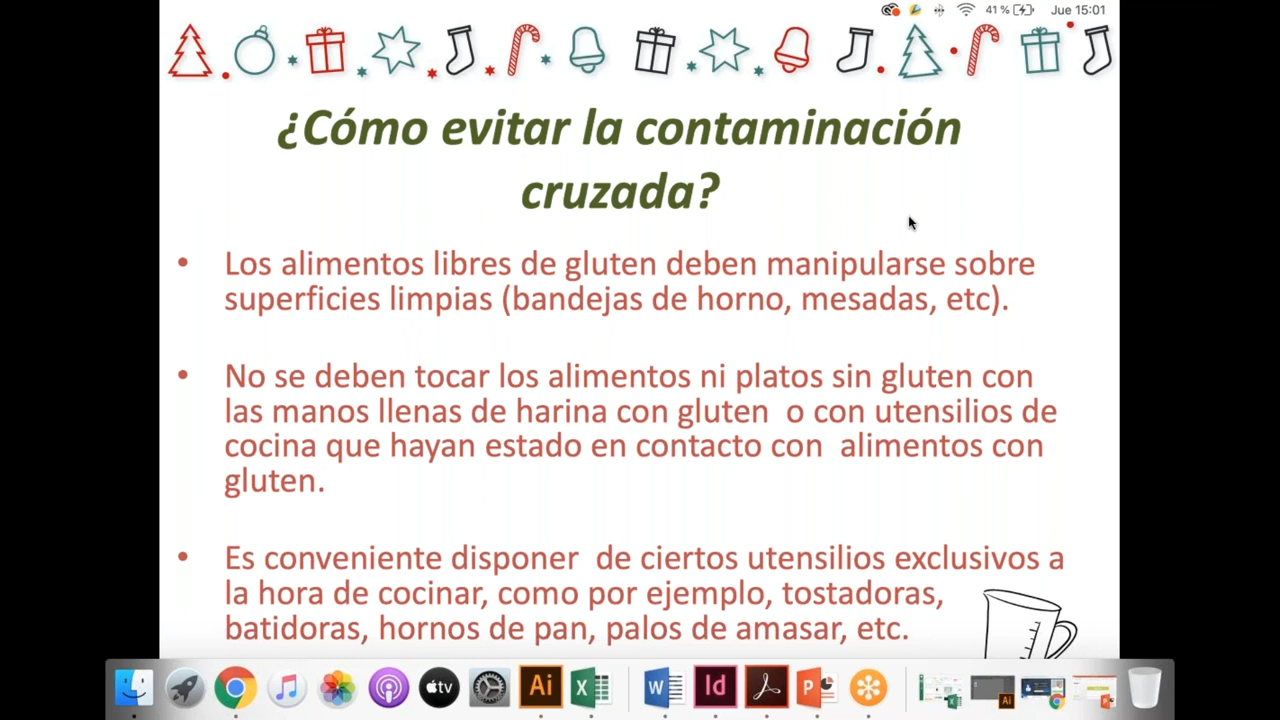 41 % Jue 15:01
¿Cómo evitar la contaminación
cruzada?
• Los alimentos libres de gluten deben manipularse sobre
superficies limpias (bandejas de horno, mesadas, etc).
• No se deben tocar los alimentos ni platos sin gluten con
las manos llenas de harina con gluten o con utensilios de
cocina que hayan estado en contacto con alimentos con
gluten.
• Es conveniente disponer de ciertos utensilios exclusivos a
la hora de cocinar, como por ejemplo, tostadoras,
batidoras, hornos de pan, palos de amasar, etc.
tv Ai X W Id P